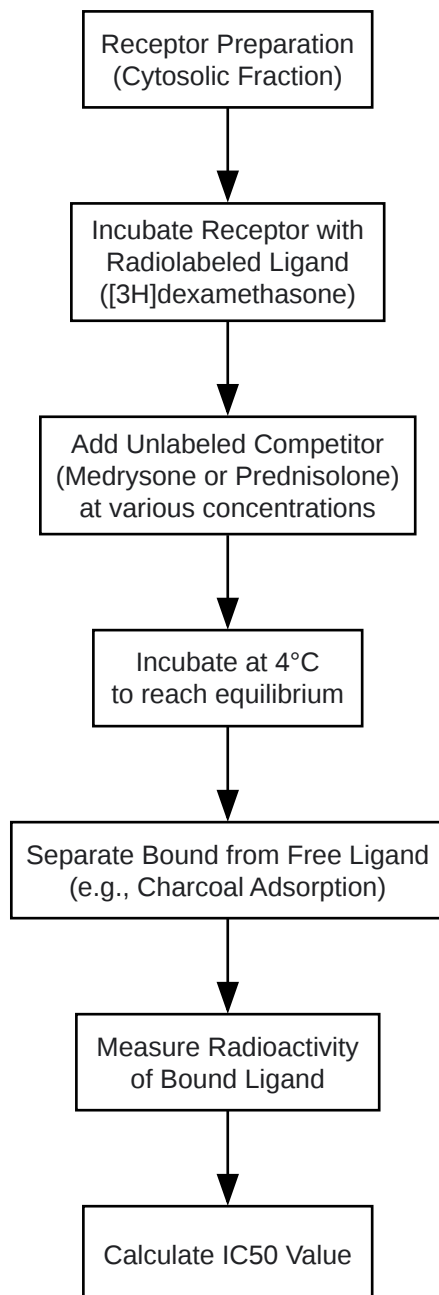 Receptor Preparation
(Cytosolic Fraction)
Incubate Receptor with
Radiolabeled Ligand
([3H]dexamethasone)
Add Unlabeled Competitor
(Medrysone or Prednisolone)
at various concentrations
Incubate at 4°C
to reach equilibrium
Separate Bound from Free Ligand
(e.g., Charcoal Adsorption)
Measure Radioactivity
of Bound Ligand
Calculate IC50 Value